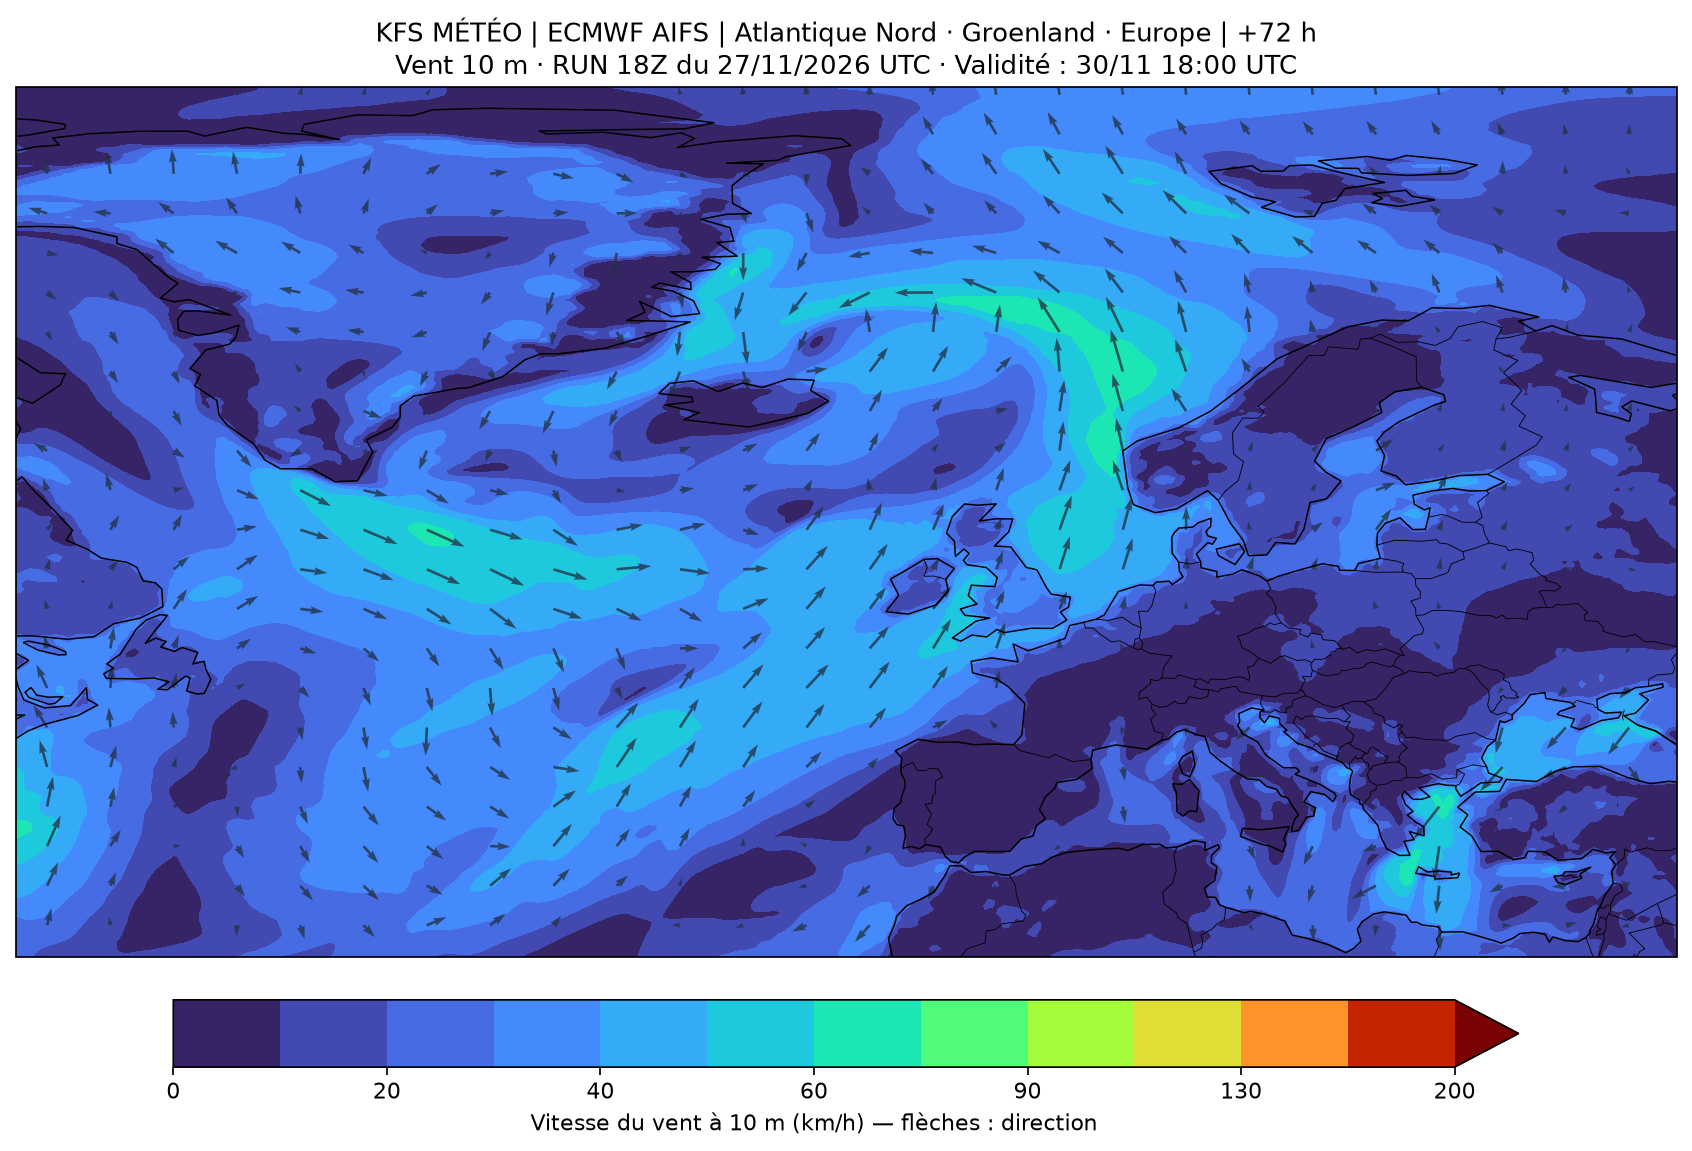 KFS MÉTÉO | ECMWF AIFS | Atlantique Nord · Groenland · Europe | +72 h
Vent 10 m · RUN 18Z du 27/11/2026 UTC · Validité : 30/11 18:00 UTC
0 20 40 60 90 130 200
Vitesse du vent à 10 m (km/h) — flèches : direction